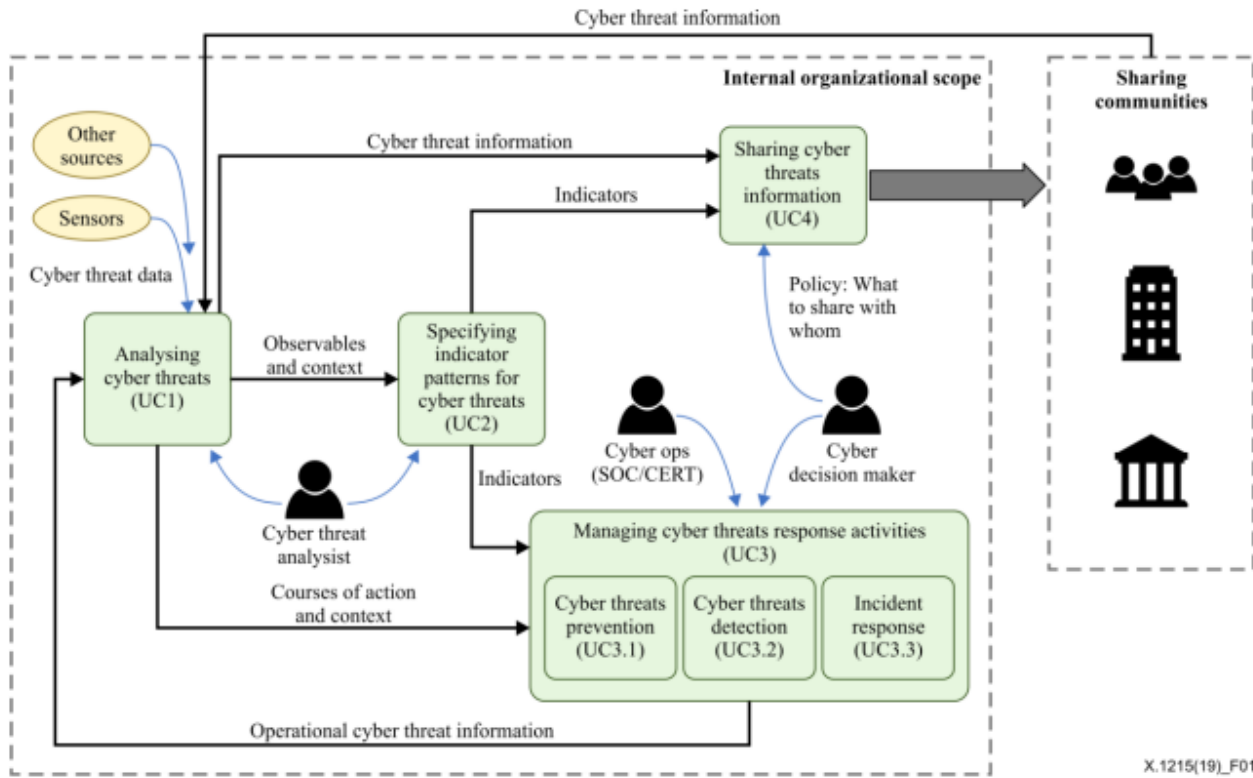 Cyber threat information
Internal organizational scope
Sharing
communities
Other
sources
Sensors
Cyber threat data
Cyber threat information
Indicators
Sharing cyber
threats
information
(UC4)
Policy: What
to share with
whom
Analysing
cyber threats
(UC1)
Observables
and context
Specifying
indicator
patterns for
cyber threats
(UC2)
Cyber ops
(SOC/CERT)
Cyber
decision maker
Indicators
Cyber threat
analysist
Courses of action
and context
Managing cyber threats response activities
(UC3)
Cyber threats
prevention
(UC3.1)
Cyber threats
detection
(UC3.2)
Incident
response
(UC3.3)
Operational cyber threat information
X.1215(19)_F01